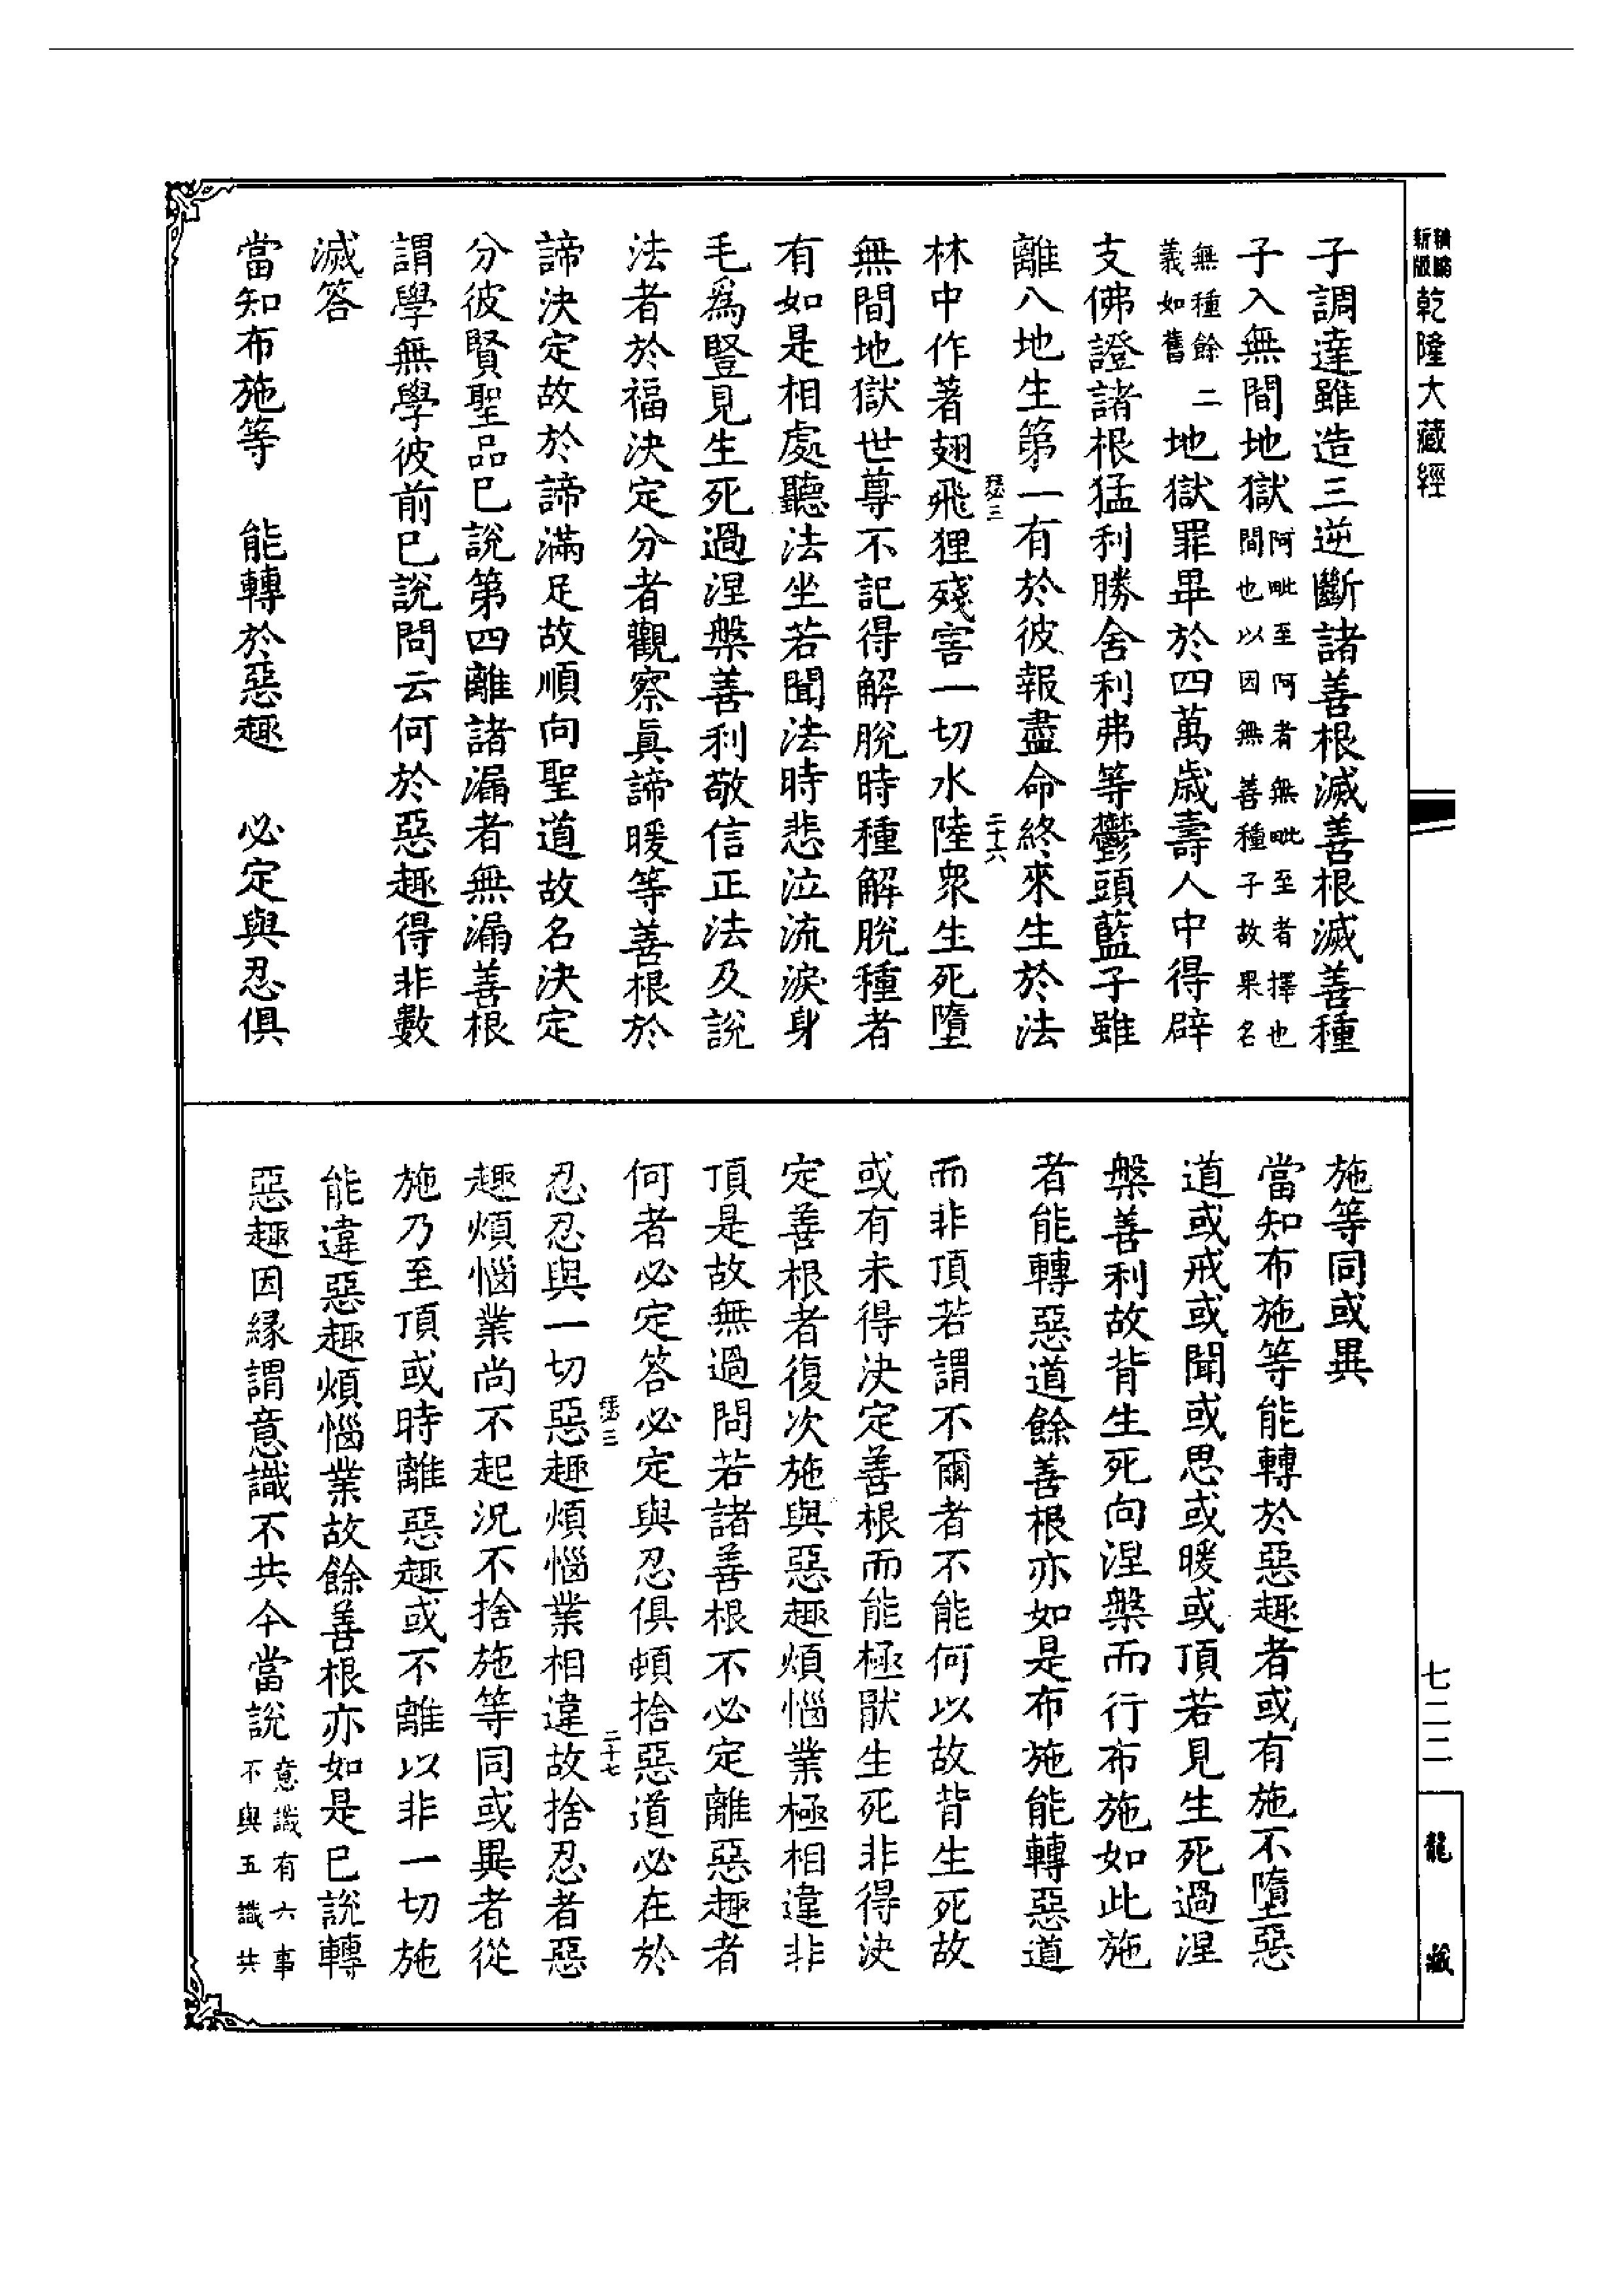 精縮新版乾隆大藏經
子調達雖造三逆斷諸善根滅善根滅善種
子入無間地獄阿毗至阿者無毗至者擇也間也以因無善種子故果名
無種餘二義如舊地獄罪畢於四萬歲壽人中得辟
支佛證諸根猛利勝舍利弗等鬱頭藍子雖
離八地生第一有於彼報盡命終來生於法
猛三 二十六
林中作著翅飛狸殘害一切水陸衆生死墮
無間地獄世尊不記得解脫時種解脫種者
有如是相處聽法坐若聞法時悲泣流淚身
毛爲豎見生死過涅槃善利敬信正法及說
法者於福決定分者觀察眞諦暖等善根於
諦決定故於諦滿足故順向聖道故名決定
分彼賢聖品已說第四離諸漏者無漏善根
謂學無學彼前已說問云何於惡趣得非數
滅答
當知布施等 能轉於惡趣 必定與忍俱
施等同或異
當知布施等能轉於惡趣者或有施不墮惡
道或戒或聞或思或暖或頂若見生死過涅
槃善利故背生死向涅槃而行布施如此施
者能轉惡道餘善根亦如是布施能轉惡道
而非頂若謂不爾者不能何以故背生死故
或有未得決定善根而能極厭生死非得決
定善根者復次施與惡趣煩惱業極相違非
頂是故無過問若諸善根不必定離惡趣者
何者必定答必定與忍俱頓捨惡道必在於
猛三 二十七
忍忍與一切惡趣煩惱業相違故捨忍者惡
趣煩惱業尚不起況不捨施等同或異者從
施乃至頂或時離惡趣或不離以非一切施
能違惡趣煩惱業故餘善根亦如是已說轉
惡趣因緣謂意識不共今當說意識有六事不與五識共
七二二
龍藏